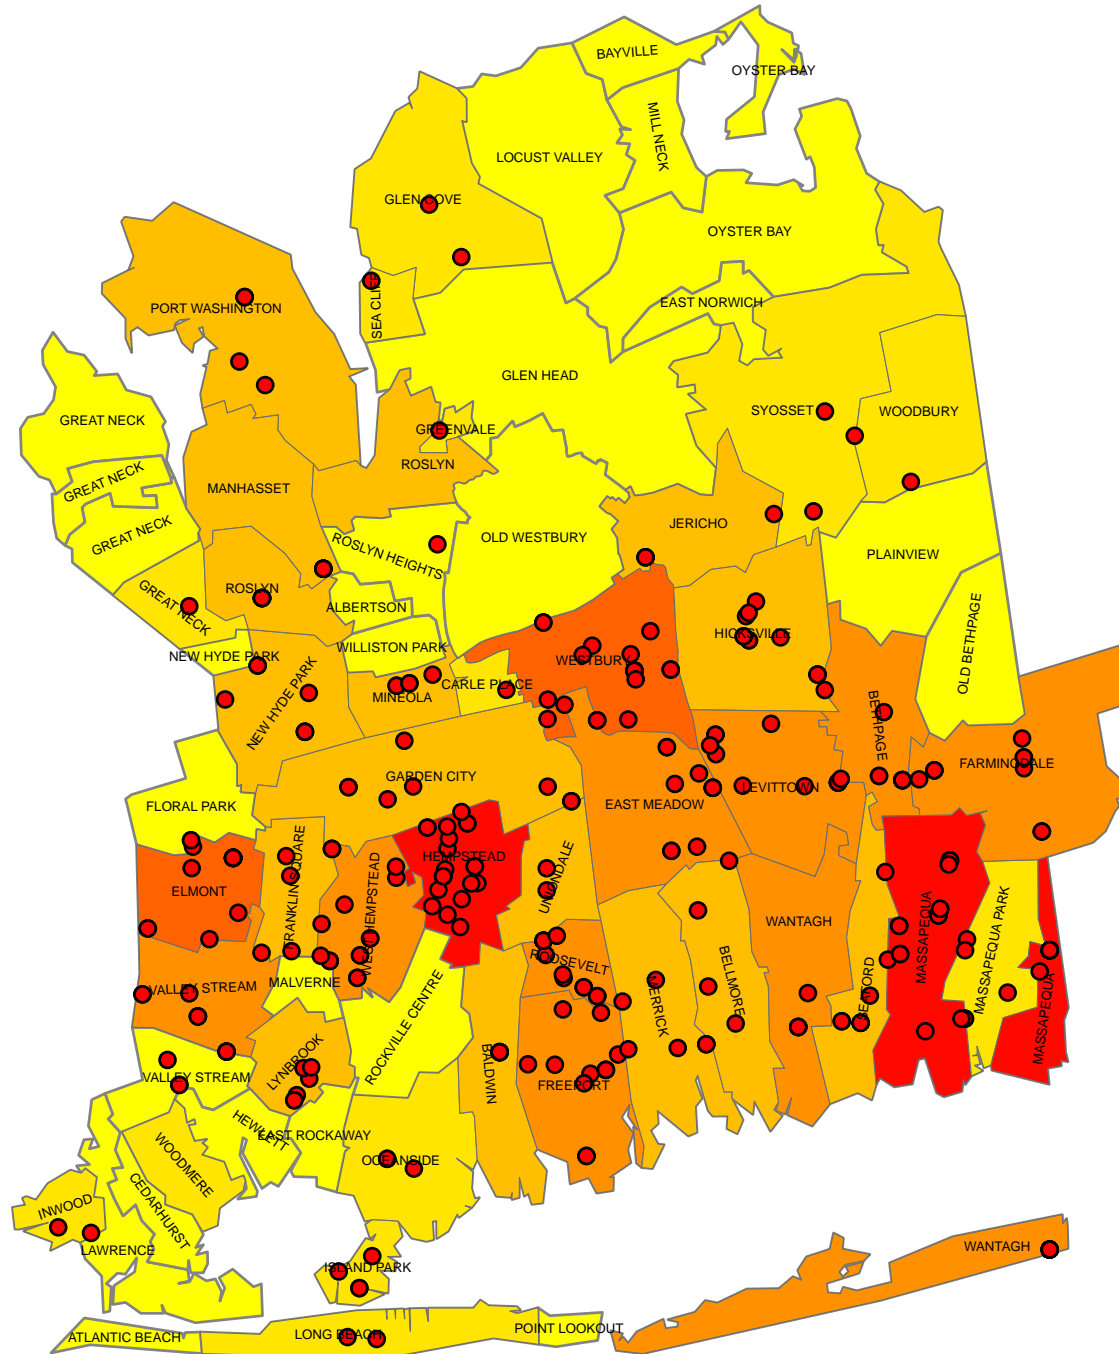 BAYVILLE
OYSTER BAY
MILL NECK
LOCUST VALLEY
GLEN COVE
OYSTER BAY
SEA CLIFF
EAST NORWICH
PORT WASHINGTON
GLEN HEAD
GREAT NECK
SYOSSET
WOODBURY
GREENVALE
ROSLYN
GREAT NECK
MANHASSET
JERICHO
GREAT NECK
ROSLYN HEIGHTS
OLD WESTBURY
PLAINVIEW
ROSLYN
GREAT NECK
ALBERTSON
HICKSVILLE
OLD BETHPAGE
WILLISTON PARK
NEW HYDE PARK
WESTBURY
CARLE PLACE
MINEOLA
NEW HYDE PARK
BETHPAGE
FARMINGDALE
GARDEN CITY
LEVITTOWN
EAST MEADOW
FLORAL PARK
HEMPSTEAD
FRANKLIN SQUARE
ELMONT
UNIONDALE
WEST HEMPSTEAD
WANTAGH
MASSAPEQUA
MASSAPEQUA PARK
ROOSEVELT
BELLMORE
MALVERNE
VALLEY STREAM
SEAFORD
MERRICK
MASSAPEQUA
ROCKVILLE CENTRE
LYNBROOK
BALDWIN
VALLEY STREAM
FREEPORT
HEWLETT
EAST ROCKAWAY
WOODMERE
OCEANSIDE
INWOOD
CEDARHURST
LAWRENCE
WANTAGH
ISLAND PARK
POINT LOOKOUT
LONG BEACH
ATLANTIC BEACH